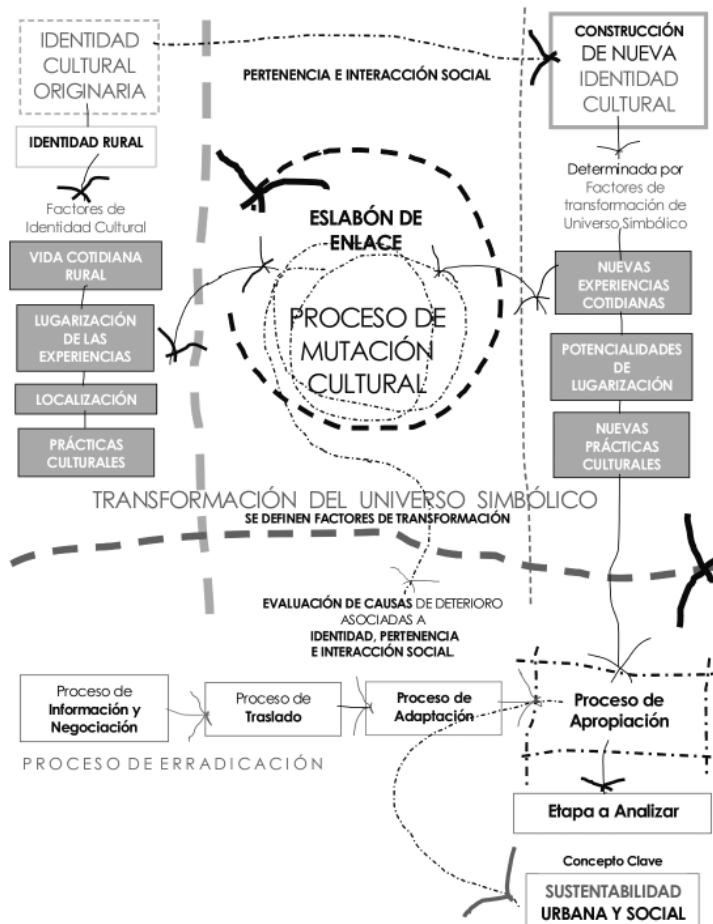 IDENTIDAD
CULTURAL
ORIGINARIA
IDENTIDAD RURAL
Factores de
Identidad Cultural
VIDA COTIDIANA
RURAL
LUGARIZACIÓN
DE LAS
EXPERIENCIAS
LOCALIZACIÓN
PRÁCTICAS
CULTURALES
PERTENENCIA E INTERACCIÓN SOCIAL
ESLABÓN DE
ENLACE
PROCESO DE
MUTACIÓN
CULTURAL
CONSTRUCCIÓN
DE NUEVA
IDENTIDAD
CULTURAL
Determinada por
Factores de
transformación de
Universo Simbólico
NUEVAS
EXPERIENCIAS
COTIDIANAS
POTENCIALIDADES
DE
LUGARIZACIÓN
NUEVAS
PRÁCTICAS
CULTURALES
TRANSFORMACIÓN DEL UNIVERSO SIMBÓLICO
SE DEFINEN FACTORES DE TRANSFORMACIÓN
EVALUACIÓN DE CAUSAS DE DETERIORO
ASOCIADAS A
IDENTIDAD, PERTENENCIA
E INTERACCIÓN SOCIAL.
Proceso de
Información y
Negociación
Proceso de
Traslado
Proceso de
Adaptación
Proceso de
Apropiación
PROCESO DE ERRADICACIÓN
Etapa a Analizar
Concepto Clave
SUSTENTABILIDAD
URBANA Y SOCIAL